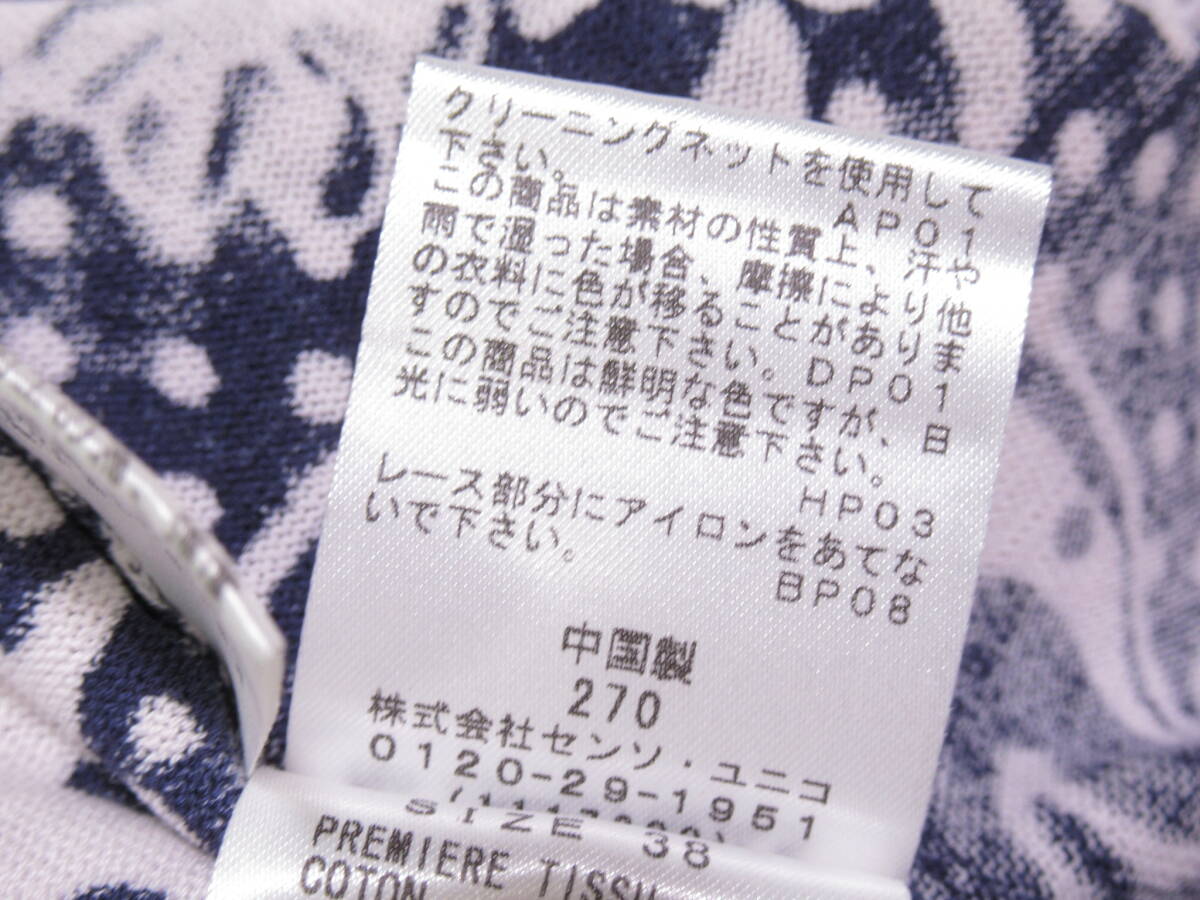 クリーニングネットを使用して
下さい。 AP01
この商品は素材の性質上、汗や
雨で湿った場合、摩擦により他
の衣料に色が移ることがありま
すのでご注意下さい。DP01
この商品は鮮明な色ですが、日
光に弱いのでご注意下さい。
HP03
レース部分にアイロンをあてな
いで下さい。
BP08
中国製
270
株式会社センソ・ユニコ
0120-29-1951
SIZE 38
PREMIERE TISSU
COTON